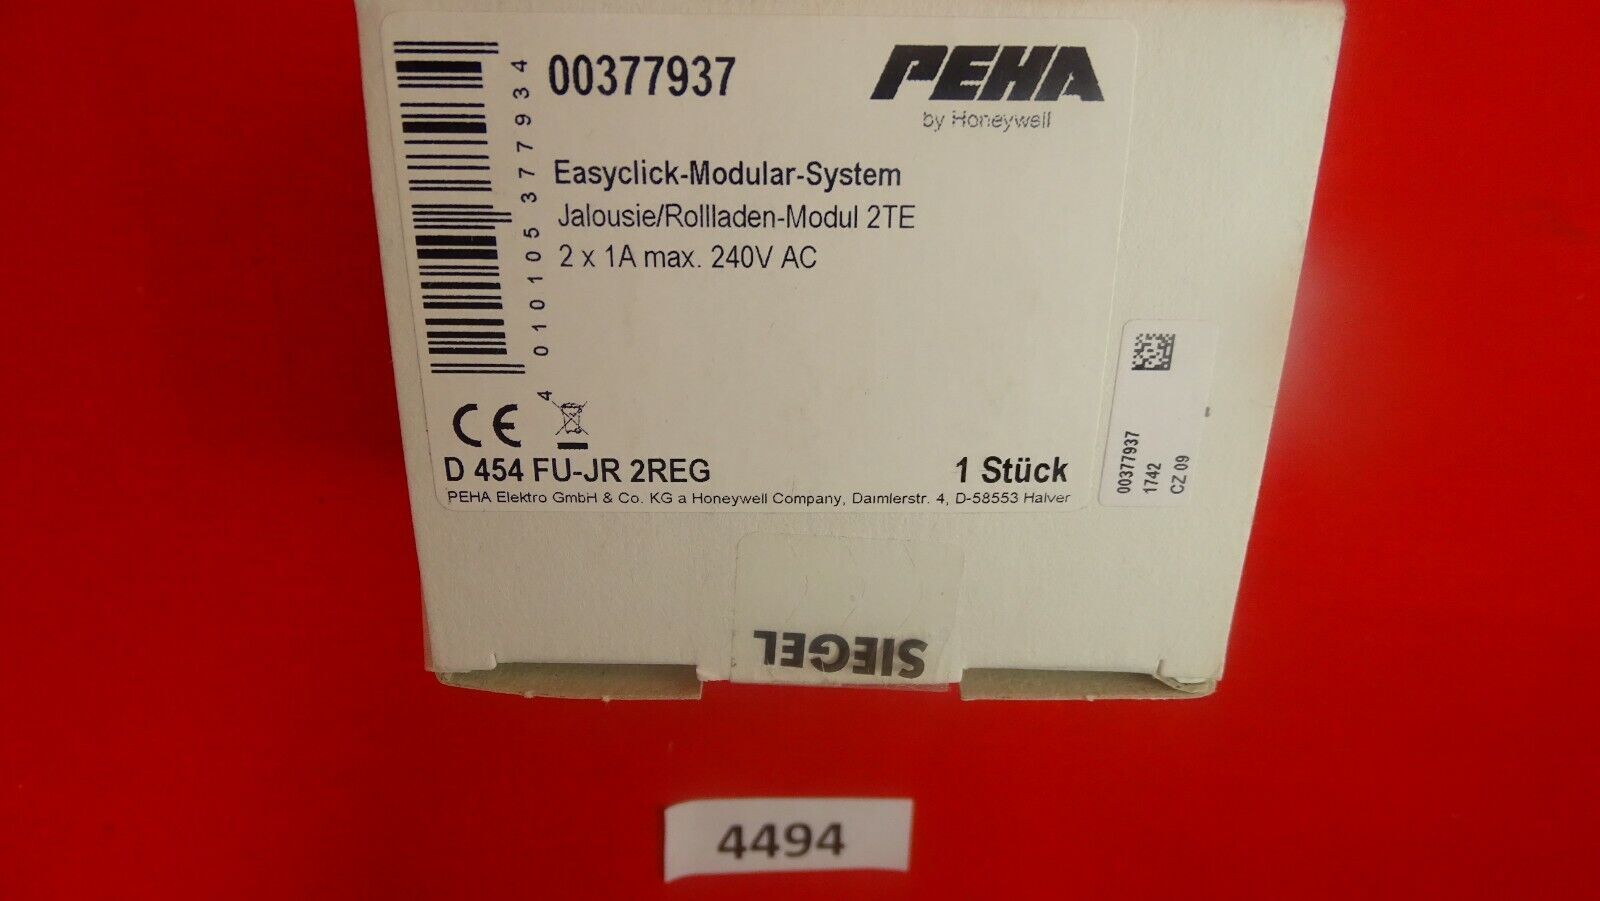 00377937
PEHA
by Honeywell
4 010105 377934
Easyclick-Modular-System
Jalousie/Rollladen-Modul 2TE
2 x 1A max. 240V AC
CE
D 454 FU-JR 2REG
1 Stück
PEHA Elektro GmbH & Co. KG a Honeywell Company, Daimlerstr. 4, D-58553 Halver
00377937
1742
CZ 09
SIEGEL
4494